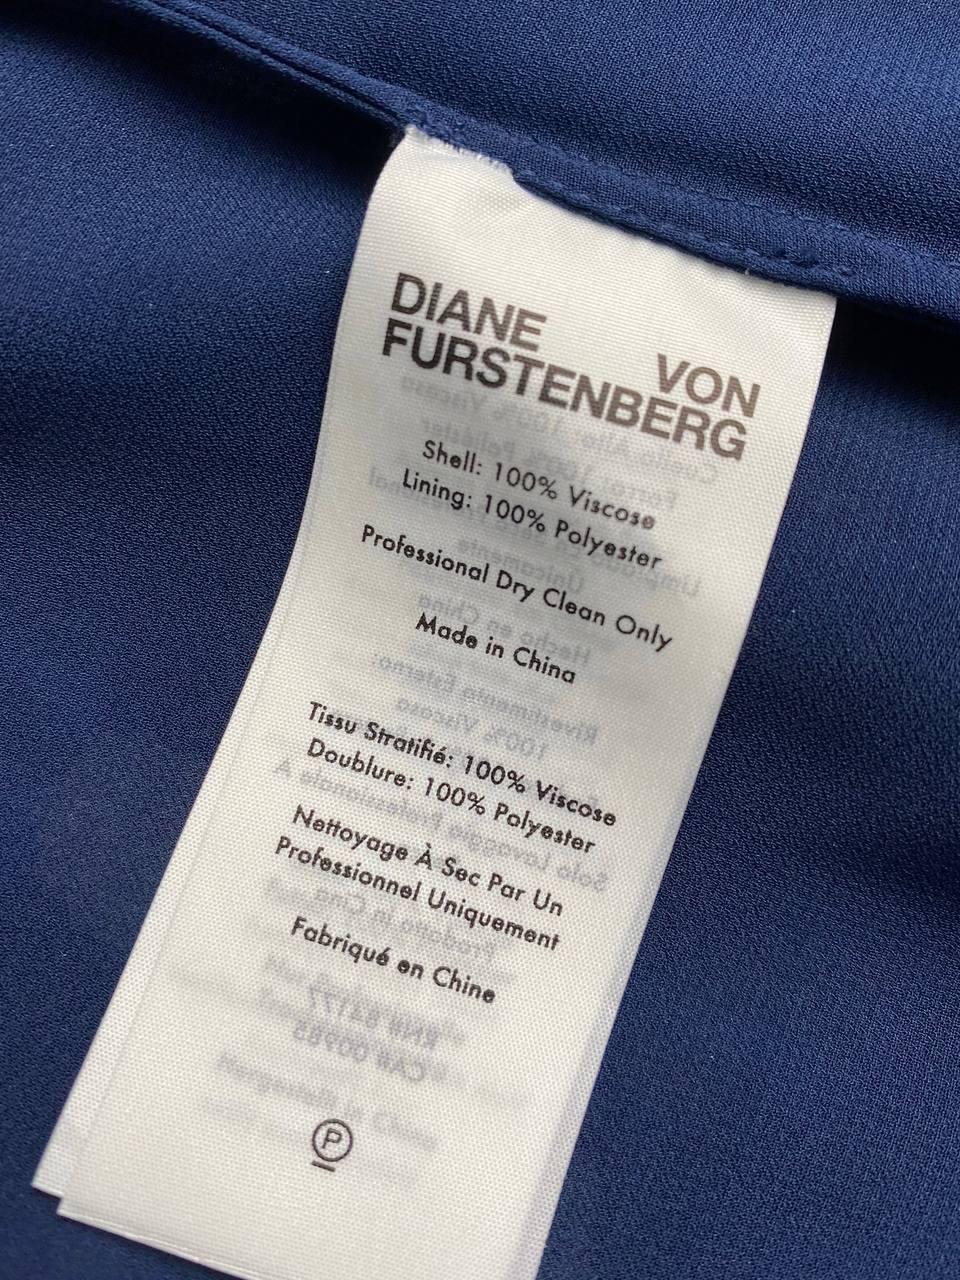 DIANE
VON
FURSTENBERG
Shell: 100% Viscose
Lining: 100% Polyester
Professional Dry Clean Only
Made in China
Tissu Stratifié: 100% Viscose
Doublure: 100% Polyester
Nettoyage À Sec Par Un
Professionnel Uniquement
Fabriqué en Chine
P